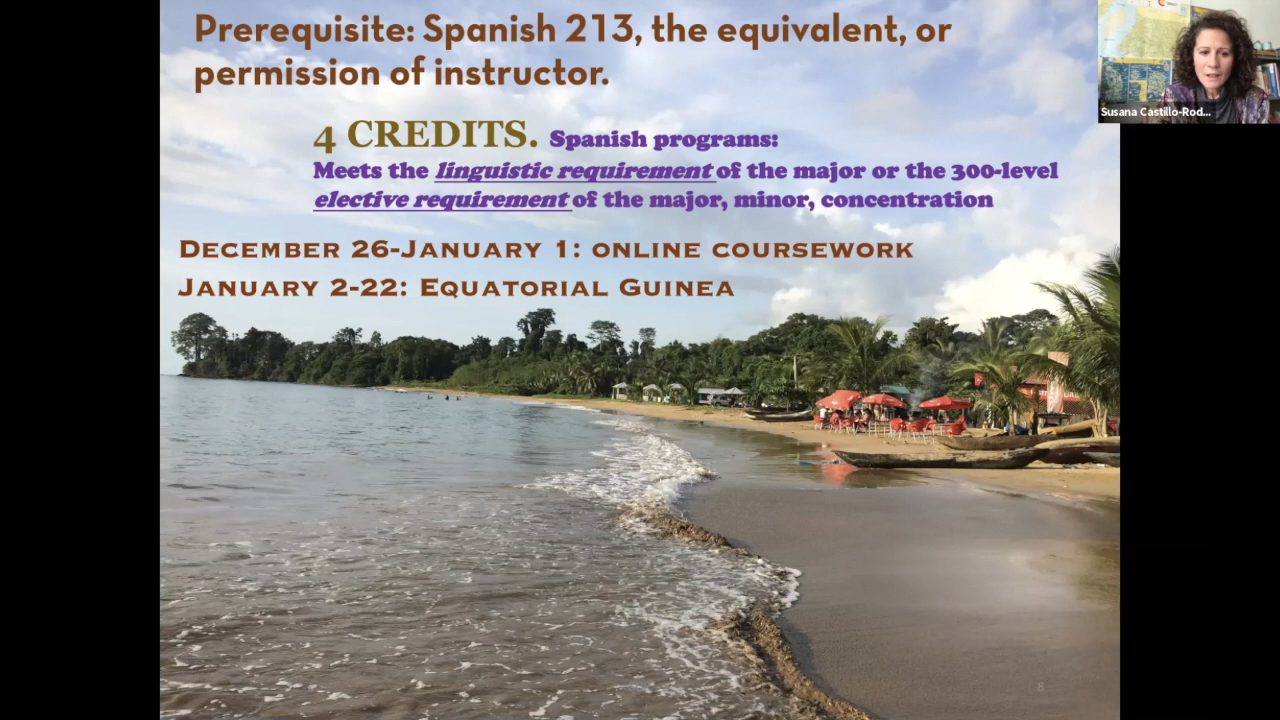 Prerequisite: Spanish 213, the equivalent, or
permission of instructor.
4 CREDITS. Spanish programs:
Meets the linguistic requirement of the major or the 300-level
elective requirement of the major, minor, concentration
DECEMBER 26-JANUARY 1: ONLINE COURSEWORK
JANUARY 2-22: EQUATORIAL GUINEA
Susana Castillo-Rod...
8